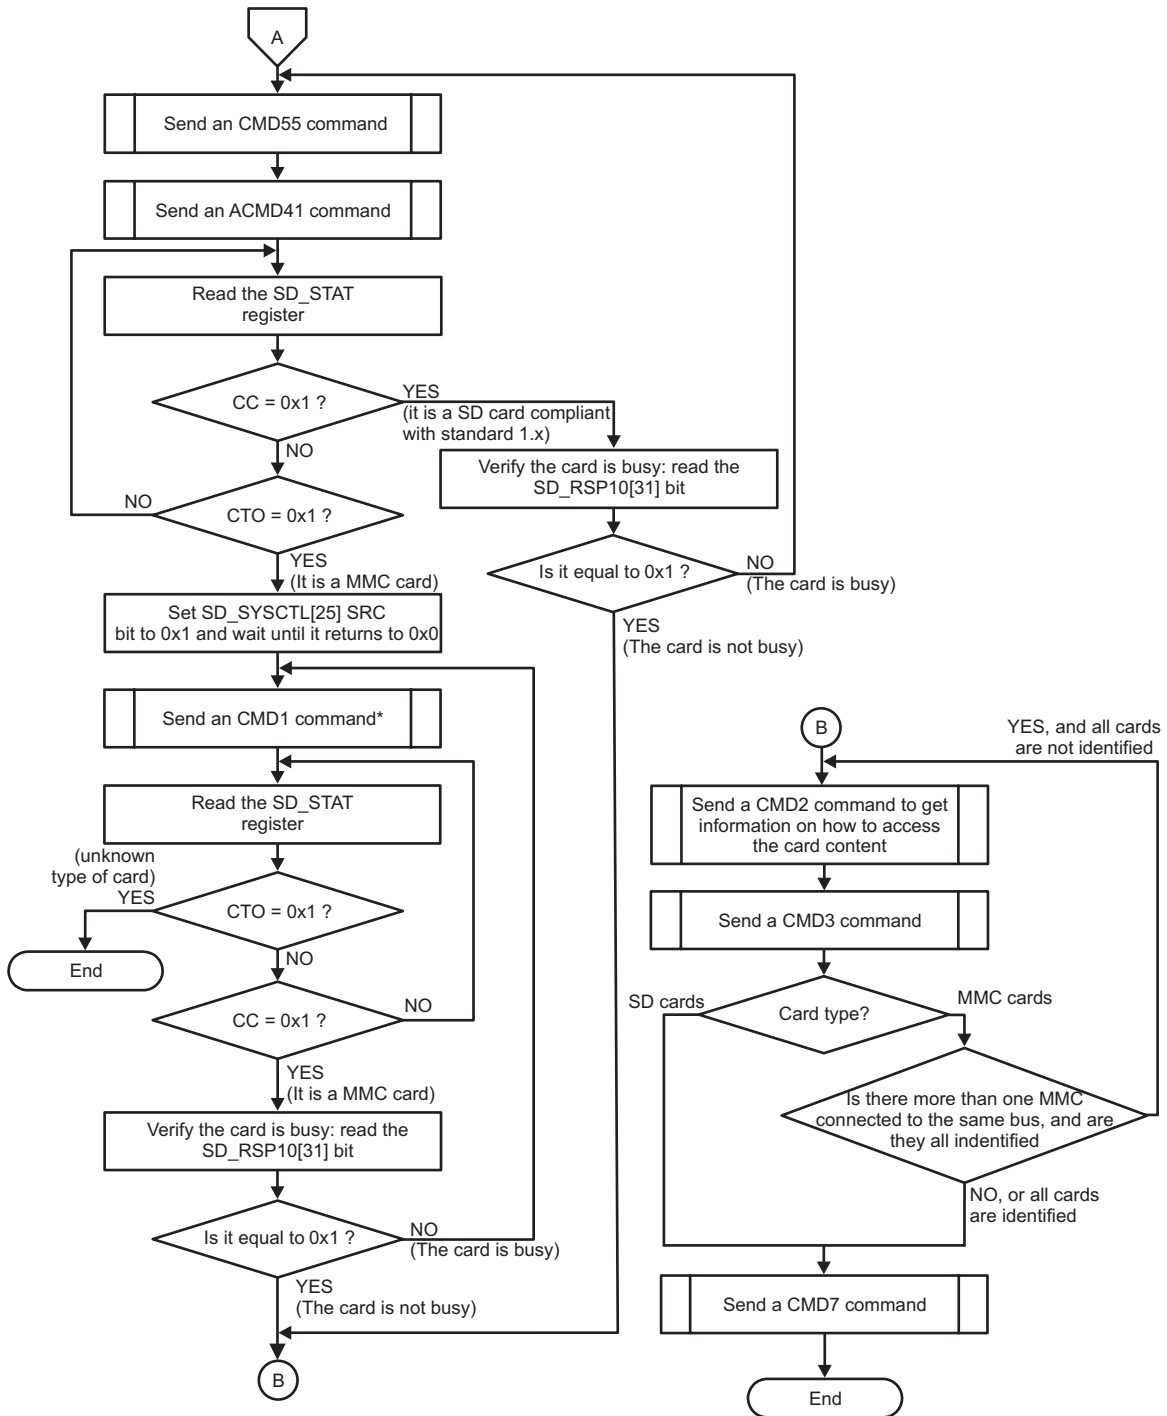 A
Send an CMD55 command
Send an ACMD41 command
Read the SD_STAT
register
CC = 0x1 ?
YES
(it is a SD card compliant
with standard 1.x)
NO
Verify the card is busy: read the
SD_RSP10[31] bit
CTO = 0x1 ?
NO
YES
(It is a MMC card)
Is it equal to 0x1 ?
NO
(The card is busy)
YES
(The card is not busy)
Set SD_SYSCTL[25] SRC
bit to 0x1 and wait until it returns to 0x0
Send an CMD1 command*
Read the SD_STAT
register
(unknown
type of card)
YES
CTO = 0x1 ?
End
NO
CC = 0x1 ?
NO
YES
(It is a MMC card)
Verify the card is busy: read the
SD_RSP10[31] bit
Is it equal to 0x1 ?
NO
(The card is busy)
YES
(The card is not busy)
B
B
YES, and all cards
are not identified
Send a CMD2 command to get
information on how to access
the card content
Send a CMD3 command
SD cards
Card type?
MMC cards
Is there more than one MMC
connected to the same bus, and are
they all indentified
NO, or all cards
are identified
Send a CMD7 command
End